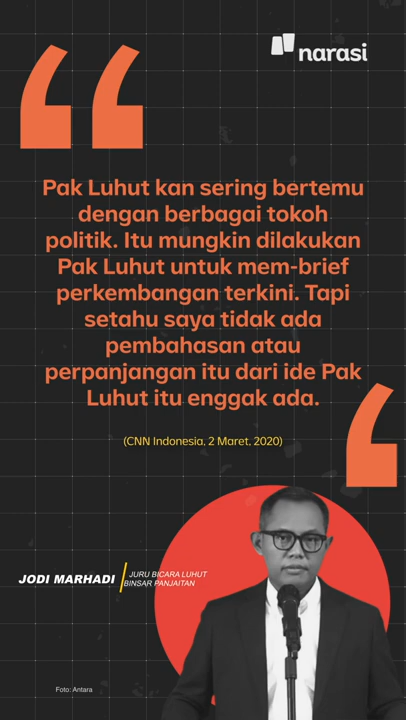 narasi
Pak Luhut kan sering bertemu
dengan berbagai tokoh
politik. Itu mungkin dilakukan
Pak Luhut untuk mem-brief
perkembangan terkini. Tapi
setahu saya tidak ada
pembahasan atau
perpanjangan itu dari ide Pak
Luhut itu enggak ada.
(CNN Indonesia, 2 Maret, 2020)
JODI MARHADI
JURU BICARA LUHUT
BINSAR PANJAITAN
Foto: Antara